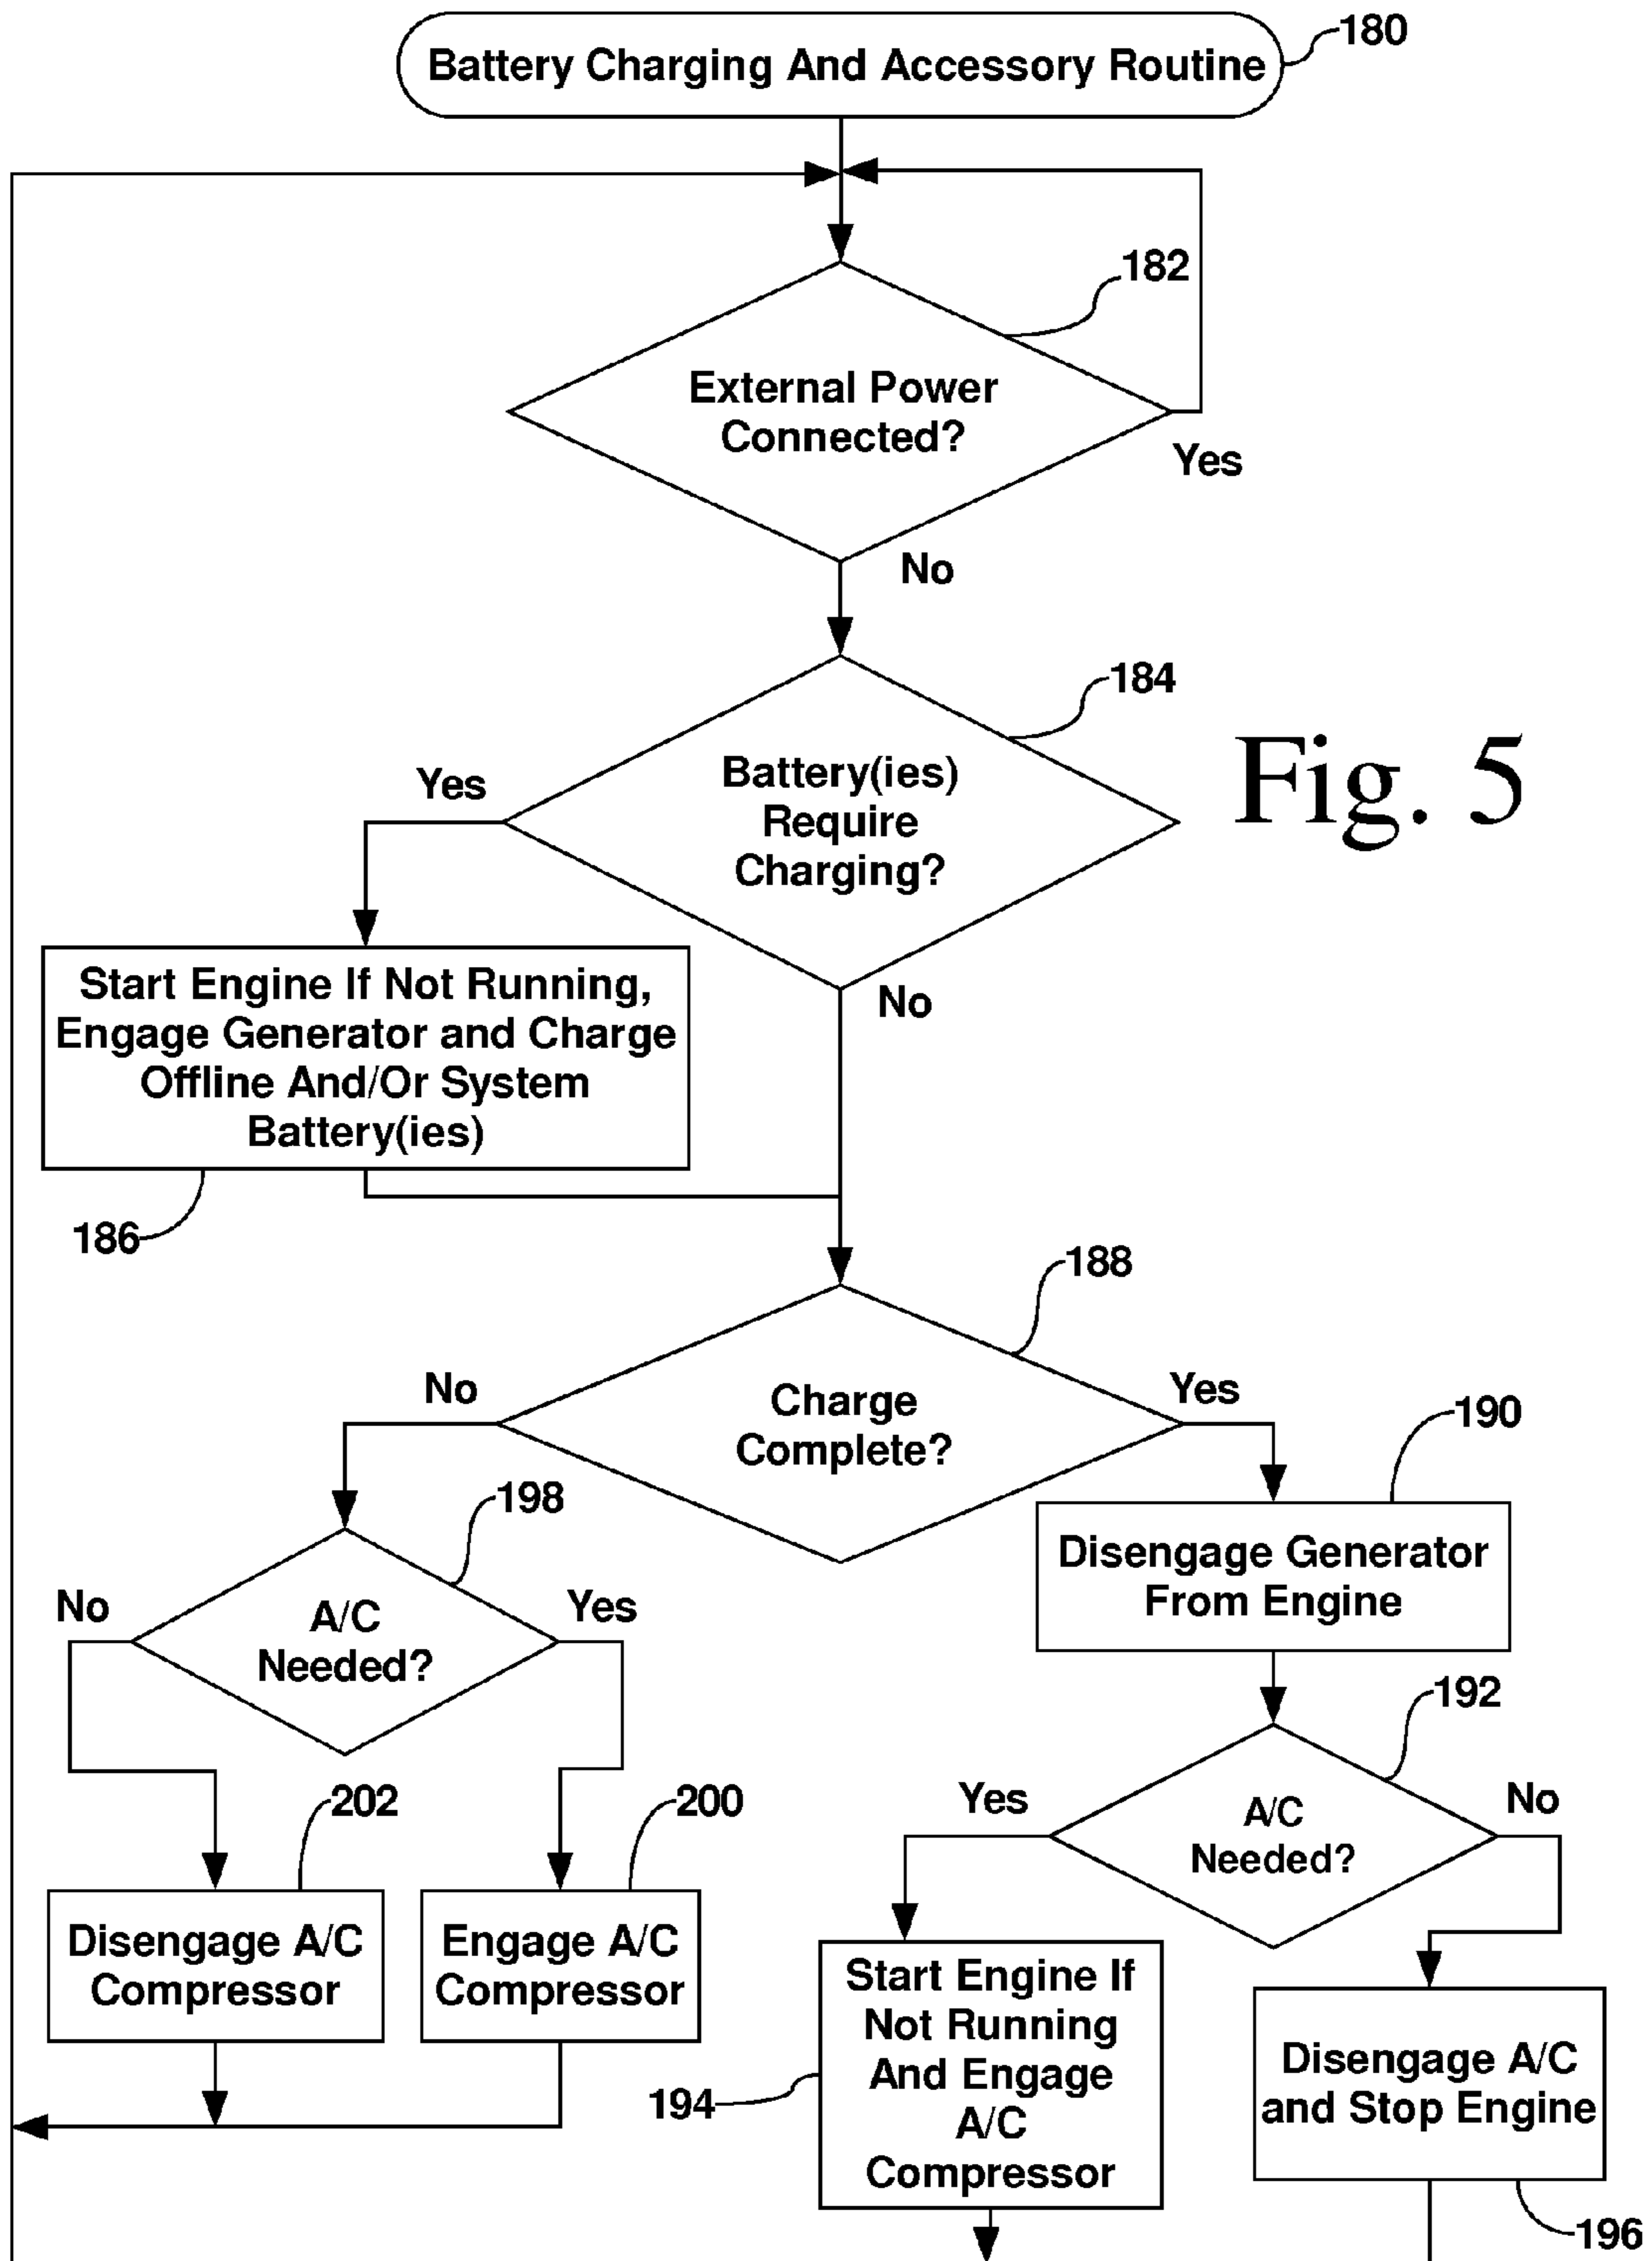 Battery Charging And Accessory Routine
180
182
External Power
Connected?
Yes
No
184
Battery(ies)
Require
Charging?
Yes
No
Fig. 5
Start Engine If Not Running,
Engage Generator and Charge
Offline And/Or System
Battery(ies)
186
188
Charge
Complete?
No
Yes
190
Disengage Generator
From Engine
198
A/C
Needed?
No
Yes
192
A/C
Needed?
Yes
No
202
200
Disengage A/C
Compressor
Engage A/C
Compressor
Start Engine If
Not Running
And Engage
A/C
Compressor
194
Disengage A/C
and Stop Engine
196